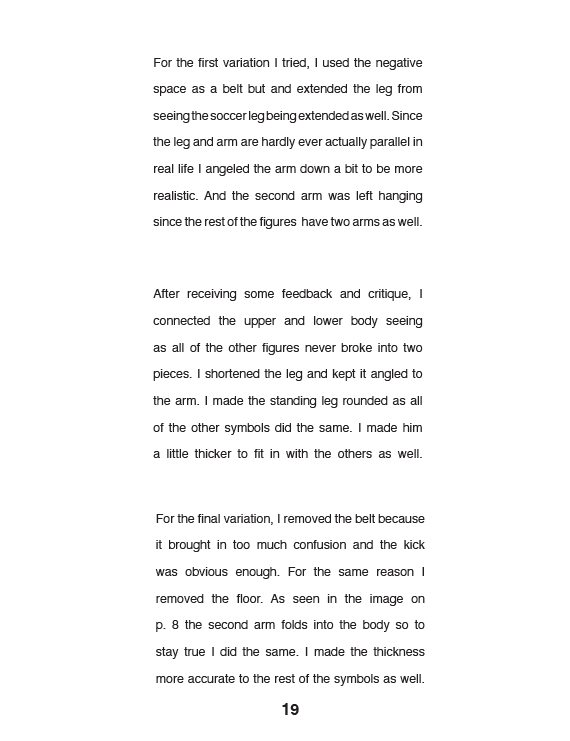 For the first variation I tried, I used the negative
space as a belt but and extended the leg from
seeing the soccer leg being extended as well. Since
the leg and arm are hardly ever actually parallel in
real life I angeled the arm down a bit to be more
realistic. And the second arm was left hanging
since the rest of the figures have two arms as well.
After receiving some feedback and critique, I
connected the upper and lower body seeing
as all of the other figures never broke into two
pieces. I shortened the leg and kept it angled to
the arm. I made the standing leg rounded as all
of the other symbols did the same. I made him
a little thicker to fit in with the others as well.
For the final variation, I removed the belt because
it brought in too much confusion and the kick
was obvious enough. For the same reason I
removed the floor. As seen in the image on
p. 8 the second arm folds into the body so to
stay true I did the same. I made the thickness
more accurate to the rest of the symbols as well.
19